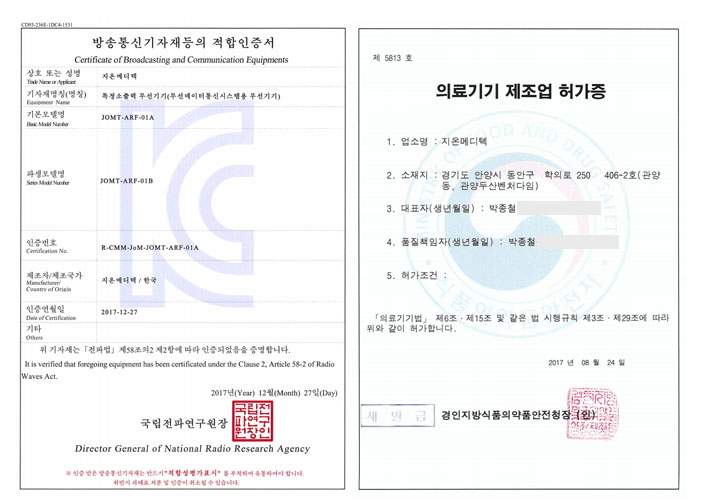 CD93-236E-1DC4-1531
방송통신기자재등의 적합인증서
Certificate of Broadcasting and Communication Equipments
상호 또는 성명
Trade Name or Applicant
지온메디텍
기자재명칭(명칭)
Equipment Name
특정소출력 무선기기(무선데이터통신시스템용 무선기기)
기본모델명
Basic Model Number
JOMT-ARF-01A
파생모델명
Series Model Number
JOMT-ARF-01B
인증번호
Certification No.
R-CMM-JoM-JOMT-ARF-01A
제조자/제조국가
Manufacturer/
Country of Origin
지온메디텍 / 한국
인증연월일
Date of Certification
2017-12-27
기타
Others
위 기자재는 「전파법」 제58조의2 제2항에 따라 인증되었음을 증명합니다.
It is verified that foregoing equipment has been certificated under the Clause 2, Article 58-2 of Radio
Waves Act.
2017년(Year) 12월(Month) 27일(Day)
국립전파연구원장
국립전
파연구
원장인
Director General of National Radio Research Agency
※ 인증 받은 방송통신기자재는 반드시 "적합성평가표시" 를 부착하여 유통하여야 합니다.
위반시 과태료 처분 및 인증이 취소될 수 있습니다.
제 5813 호
의료기기 제조업 허가증
1. 업소명 : 지온메디텍
2. 소재지 : 경기도 안양시 동안구 학의로 250 406-2호(관양
동, 관양두산벤처다임)
3. 대표자(생년월일) : 박종철
4. 품질책임자(생년월일) : 박종철
5. 허가조건 :
「의료기기법」 제6조·제15조 및 같은 법 시행규칙 제3조·제29조에 따라
위와 같이 허가합니다.
2017 년 08 월 24 일
재 발 급
경인지방식품의약품안전청장 (인)
MINISTRY OF FOOD AND DRUG SAFETY
식품의약품안전처